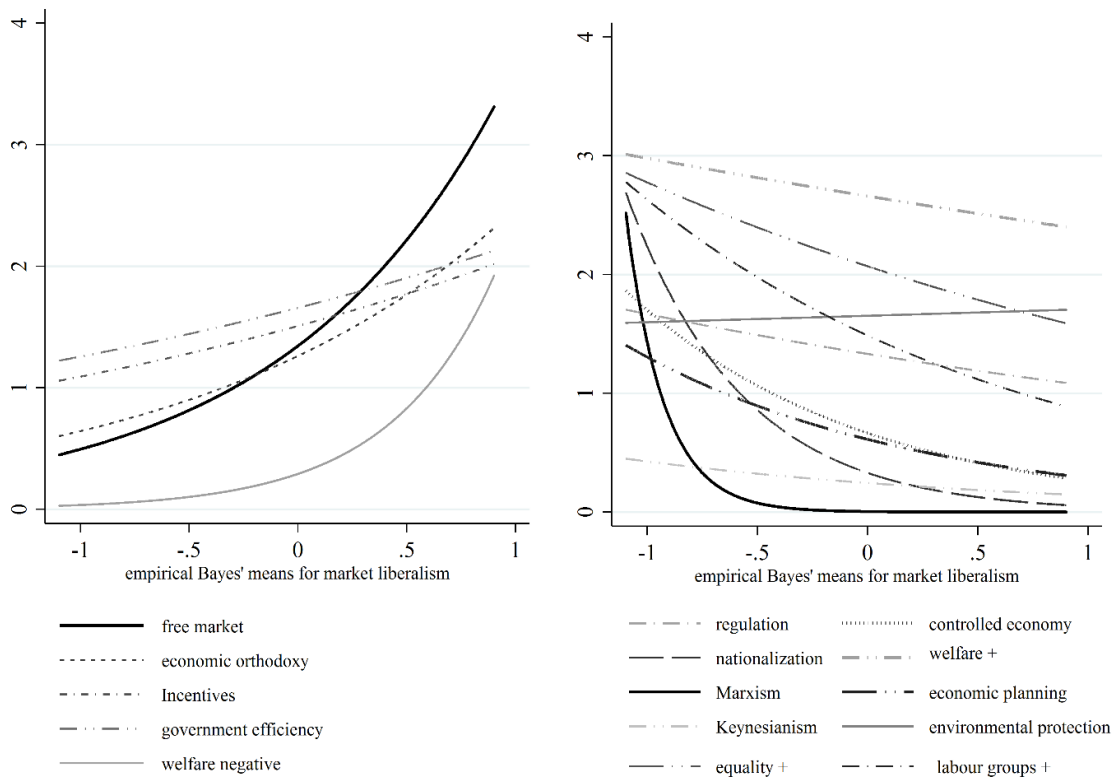 4
3
2
1
0
-1
-.5
0
.5
1
empirical Bayes' means for market liberalism
free market
economic orthodoxy
Incentives
government efficiency
welfare negative
4
3
2
1
0
-1
-.5
0
.5
1
empirical Bayes' means for market liberalism
regulation
controlled economy
nationalization
welfare +
Marxism
economic planning
Keynesianism
environmental protection
equality +
labour groups +